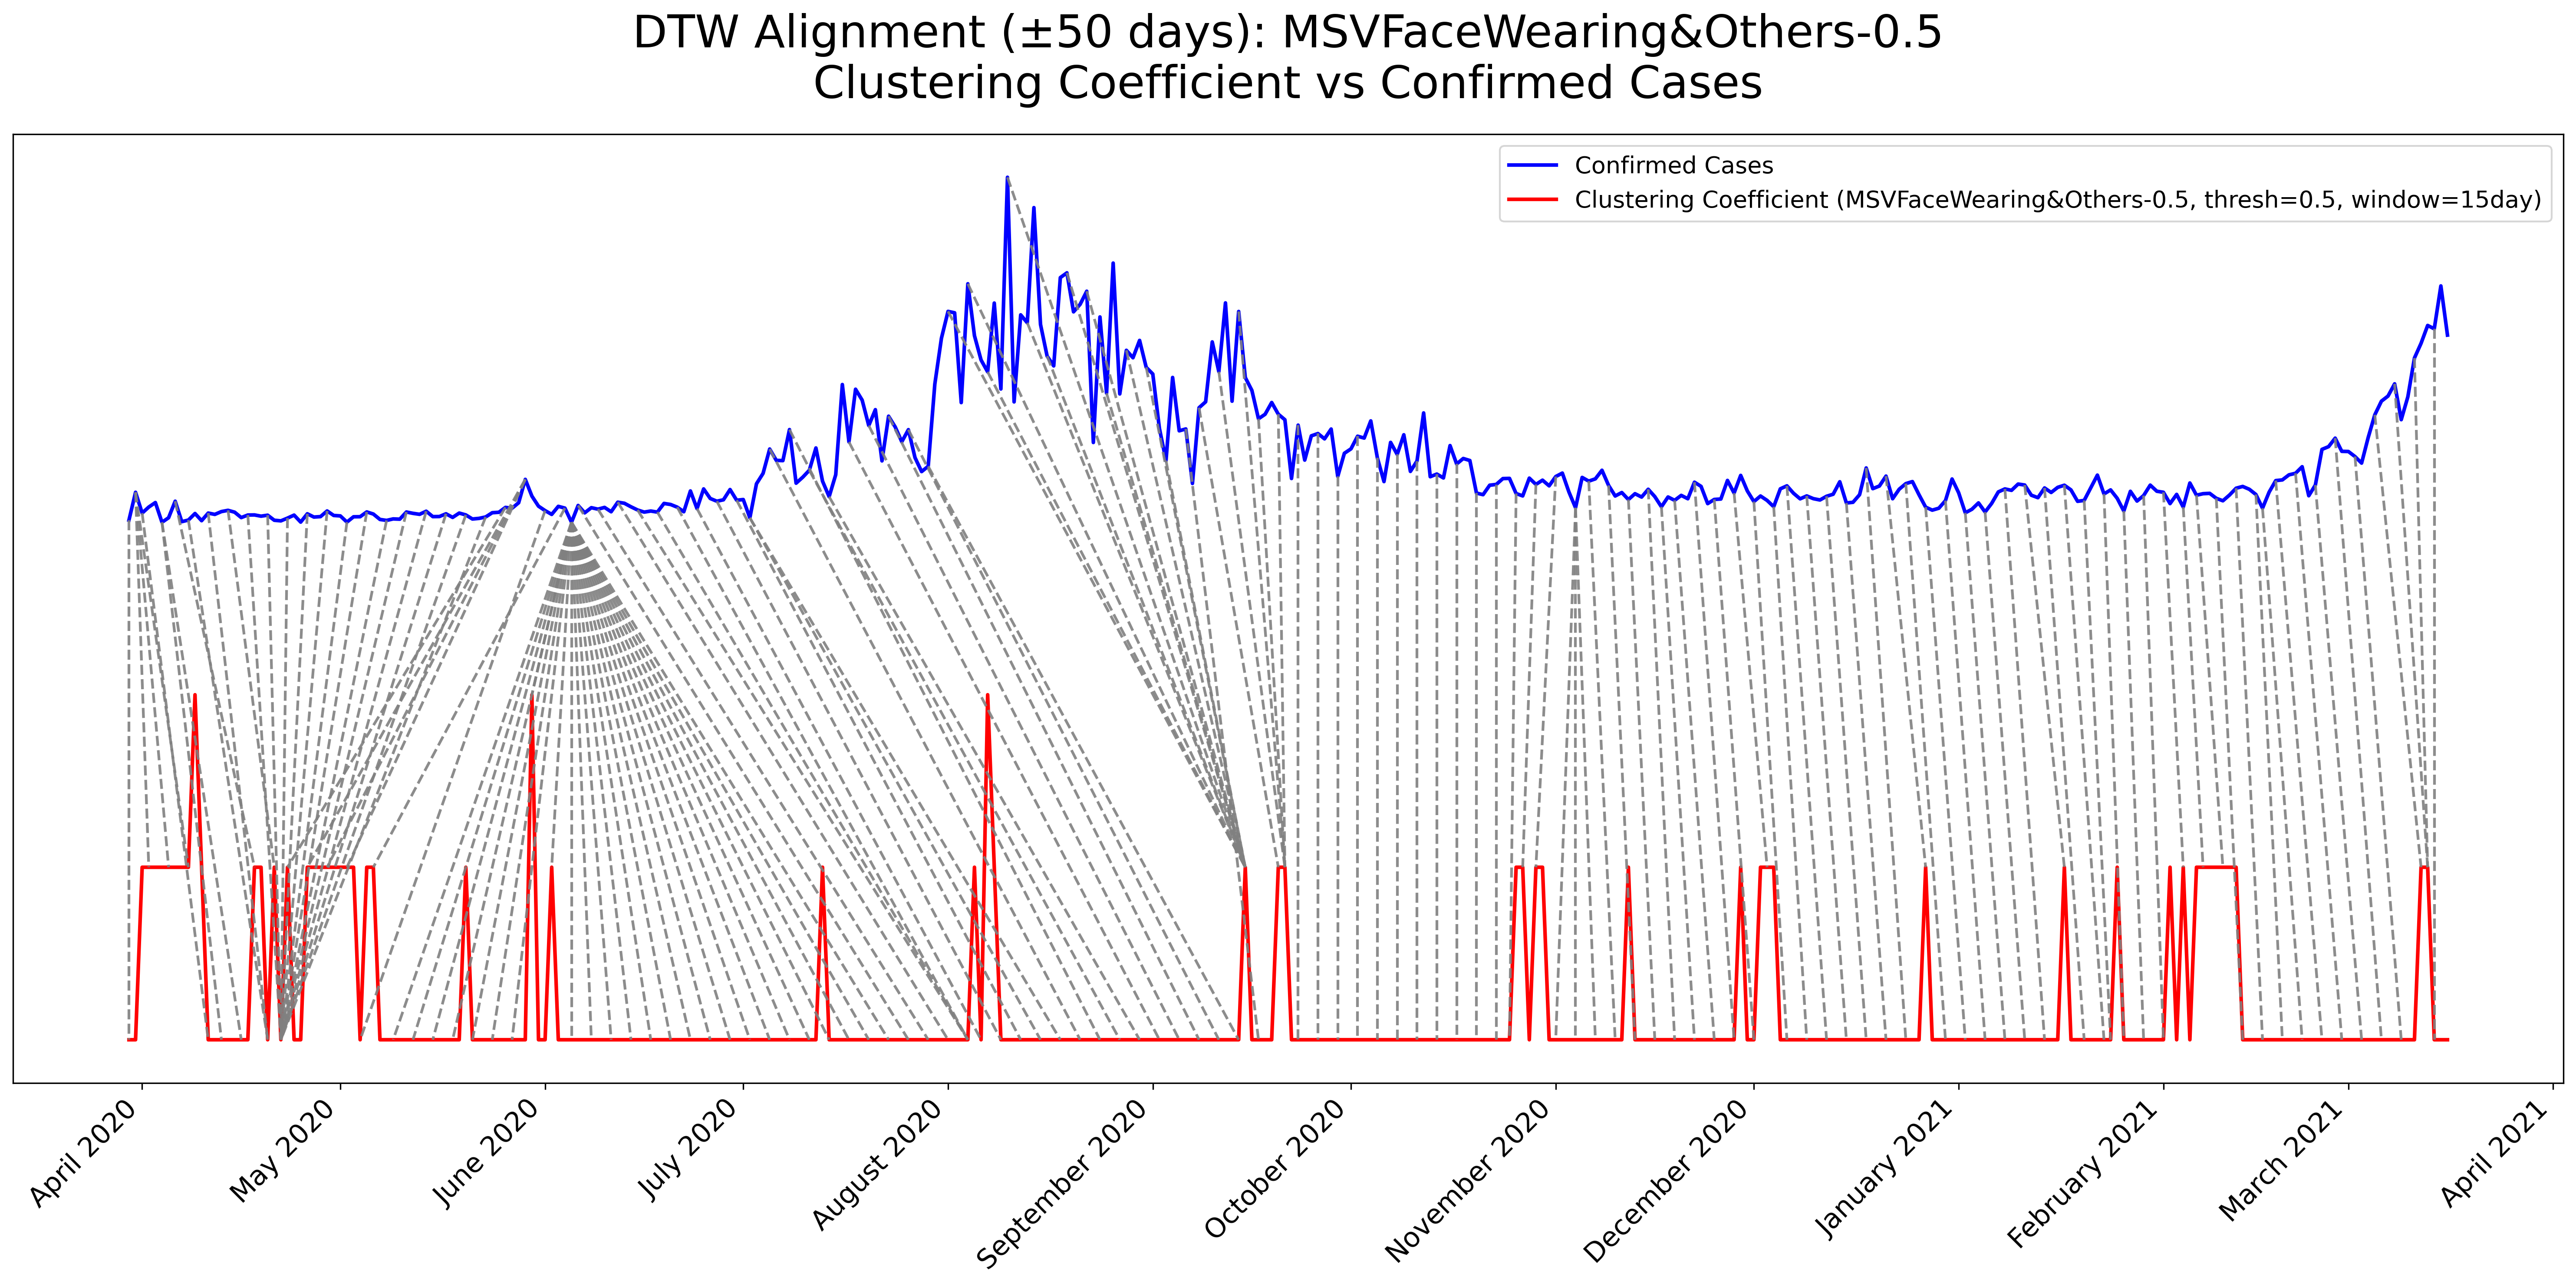 DTW Alignment (±50 days): MSVFaceWearing&Others-0.5
Clustering Coefficient vs Confirmed Cases
Confirmed Cases
Clustering Coefficient (MSVFaceWearing&Others-0.5, thresh=0.5, window=15day)
April 2020
May 2020
June 2020
July 2020
August 2020
September 2020
October 2020
November 2020
December 2020
January 2021
February 2021
March 2021
April 2021